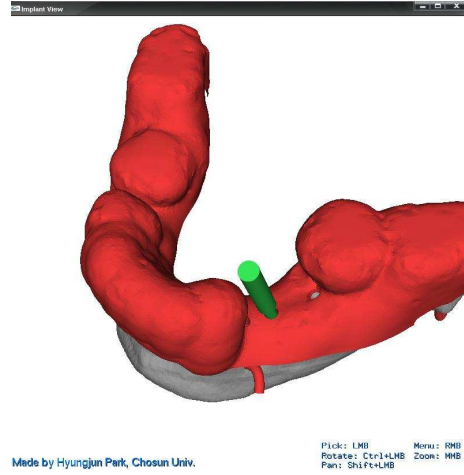 Implant View
Pick: LMB Menu: RMB
Rotate: Ctrl+LMB Zoom: MMB
Pan: Shift+LMB
Made by Hyungjun Park, Chosun Univ.